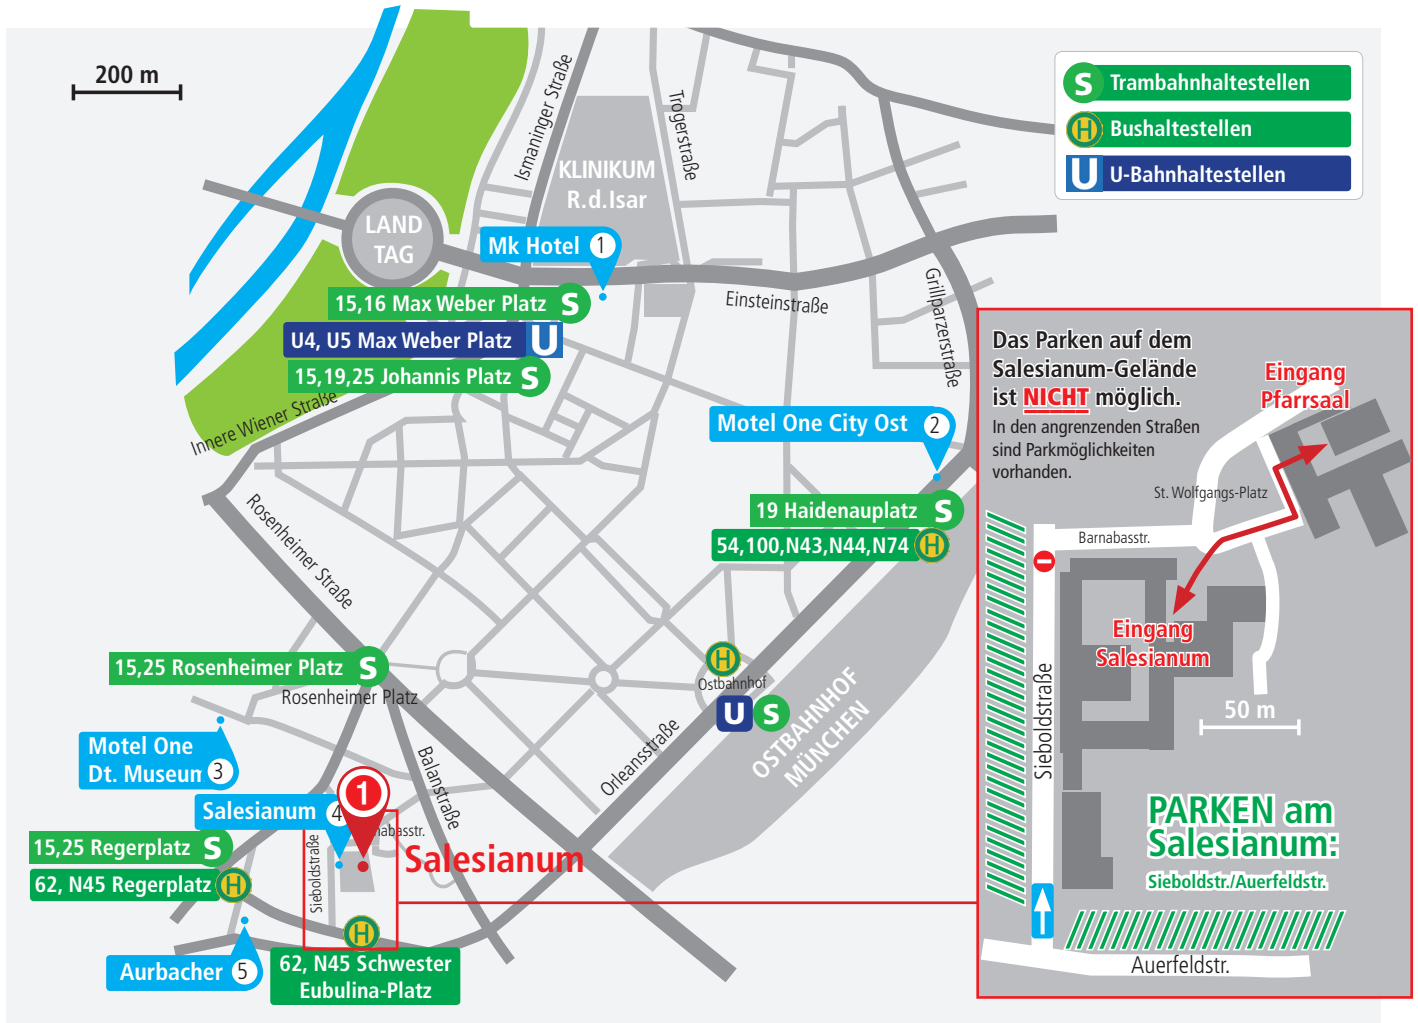 200 m
S Trambahnhaltestellen
H Bushaltestellen
U U-Bahnhaltestellen
Ismaninger Straße
Trogerstraße
KLINIKUM
R.d.Isar
LAND
TAG
Mk Hotel 1
15,16 Max Weber Platz S
Einsteinstraße
Grillparzerstraße
U4, U5 Max Weber Platz U
15,19,25 Johannis Platz S
Innere Wiener Straße
Motel One City Ost 2
19 Haidenauplatz S
54,100,N43,N44,N74 H
Rosenheimer Straße
15,25 Rosenheimer Platz S
Rosenheimer Platz
H
Ostbahnhof
U S
OSTBAHNHOF
MÜNCHEN
Orleansstraße
Balanstraße
Motel One
Dt. Museum 3
Salesianum 4
1
nabasstr.
Salesianum
Sieboldstraße
15,25 Regerplatz S
62, N45 Regerplatz H
H
Aurbacher 5
62, N45 Schwester
Eubulina-Platz
Das Parken auf dem
Salesianum-Gelände
ist NICHT möglich.
In den angrenzenden Straßen
sind Parkmöglichkeiten
vorhanden.
Eingang
Pfarrsaal
St. Wolfgangs-Platz
Barnabasstr.
Eingang
Salesianum
Sieboldstraße
50 m
PARKEN am
Salesianum:
Sieboldstr./Auerfeldstr.
Auerfeldstr.